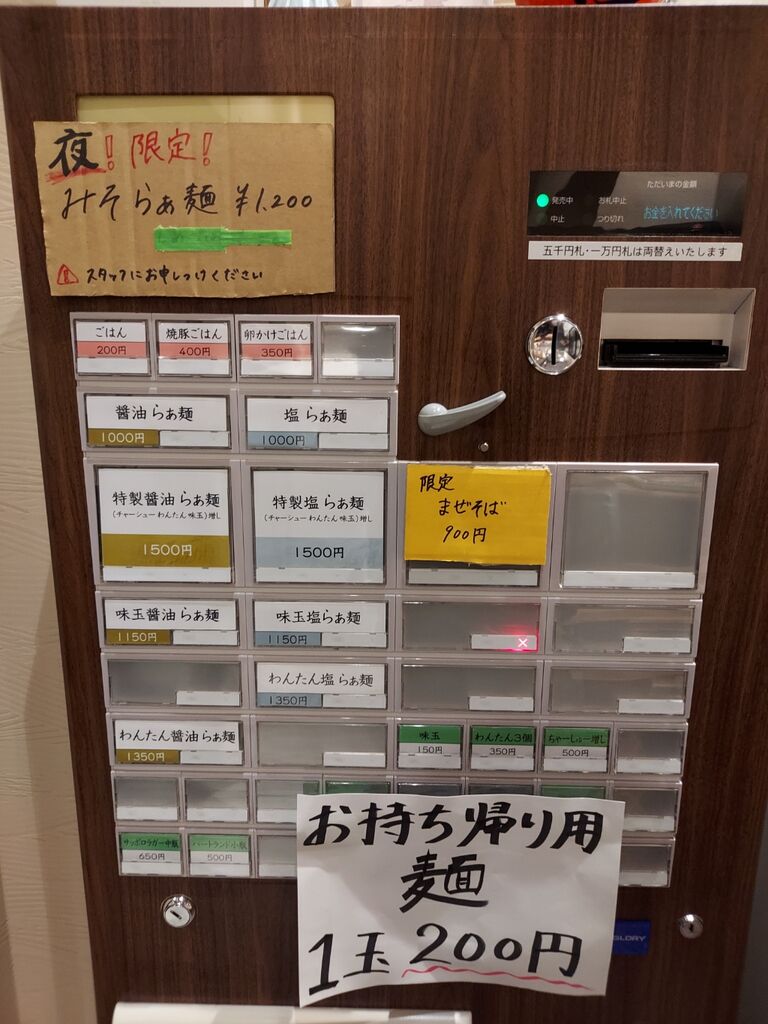 夜！限定！
みそらぁ麺 ¥1,200
スタッフにお申しつけください
ただいまの金額
発売中 お札中止
中止 つり切れ
お金を入れてください
五千円札・一万円札は両替えいたします
ごはん
200円
焼豚ごはん
400円
卵かけごはん
350円
醤油らぁ麺
1000円
塩らぁ麺
1000円
特製醤油らぁ麺
(チャーシューわんたん味玉)増し
1500円
特製塩らぁ麺
(チャーシューわんたん味玉)増し
1500円
限定
まぜそば
900円
味玉醤油らぁ麺
1150円
味玉塩らぁ麺
1150円
わんたん塩らぁ麺
1350円
わんたん醤油らぁ麺
1350円
味玉
150円
わんたん3個
350円
ちゃーしゅー増し
500円
サッポロラガー中瓶
650円
ハートランド小瓶
500円
お持ち帰り用
麺
1玉 200円
GLORY